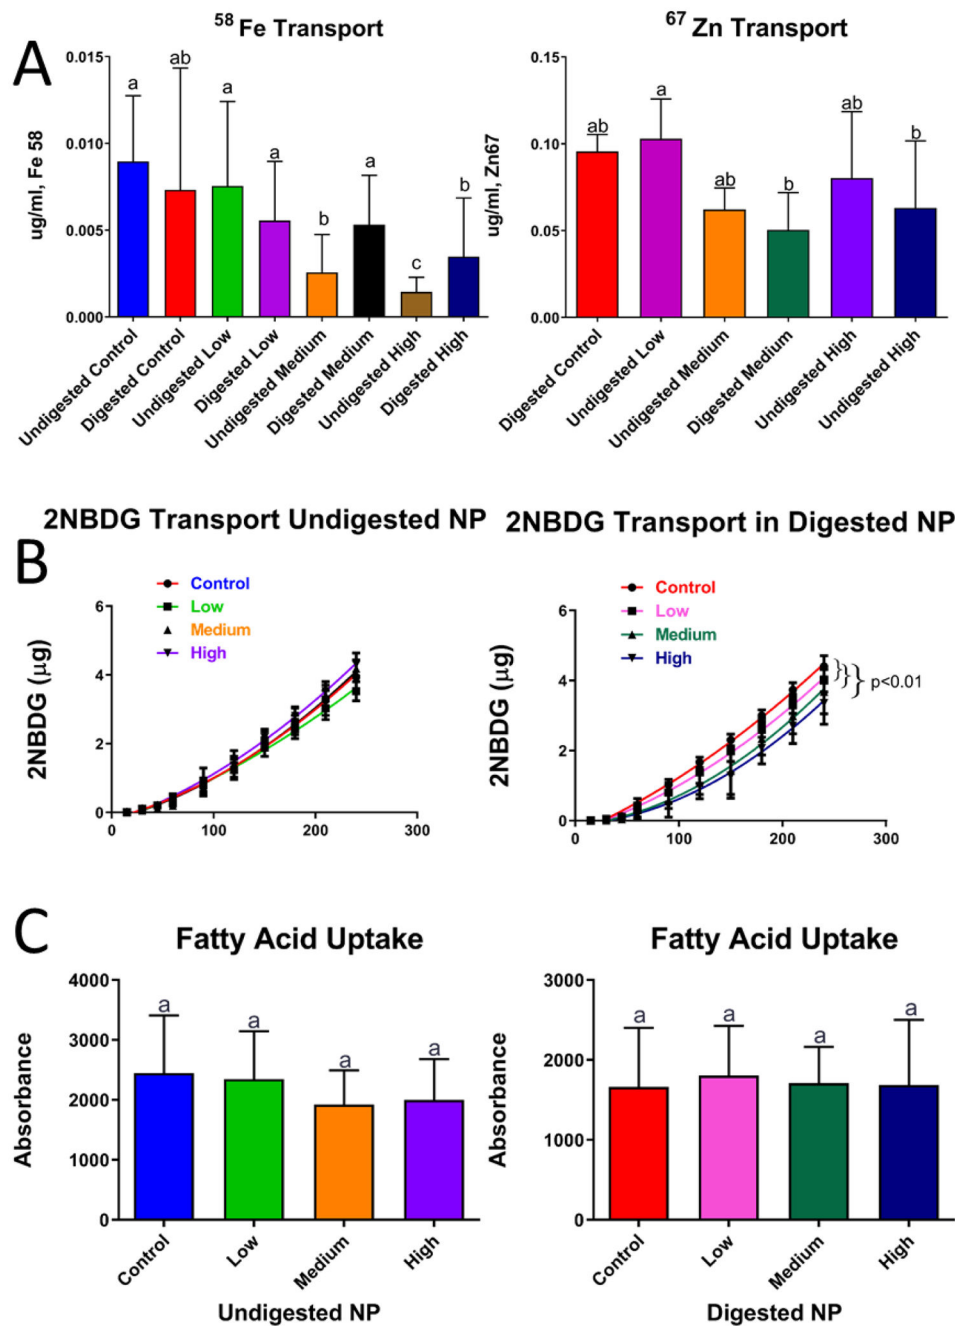 A
58 Fe Transport
ug/ml, Fe 58
0.015
0.010
0.005
0.000
a
ab
a
a
b
a
c
b
Undigested Control
Digested Control
Undigested Low
Digested Low
Undigested Medium
Digested Medium
Undigested High
Digested High
67 Zn Transport
ug/ml, Zn67
0.15
0.10
0.05
0.00
ab
a
ab
b
ab
b
Digested Control
Undigested Low
Undigested Medium
Digested Medium
Undigested High
Undigested High
B
2NBDG Transport Undigested NP
Control
Low
Medium
High
2NBDG (μg)
6
4
2
0
0
100
200
300
2NBDG Transport in Digested NP
Control
Low
Medium
High
2NBDG (μg)
6
4
2
0
0
100
200
300
}}} p<0.01
C
Fatty Acid Uptake
Absorbance
4000
3000
2000
1000
0
a
a
a
a
Control
Low
Medium
High
Undigested NP
Fatty Acid Uptake
Absorbance
3000
2000
1000
0
a
a
a
a
Control
Low
Medium
High
Digested NP